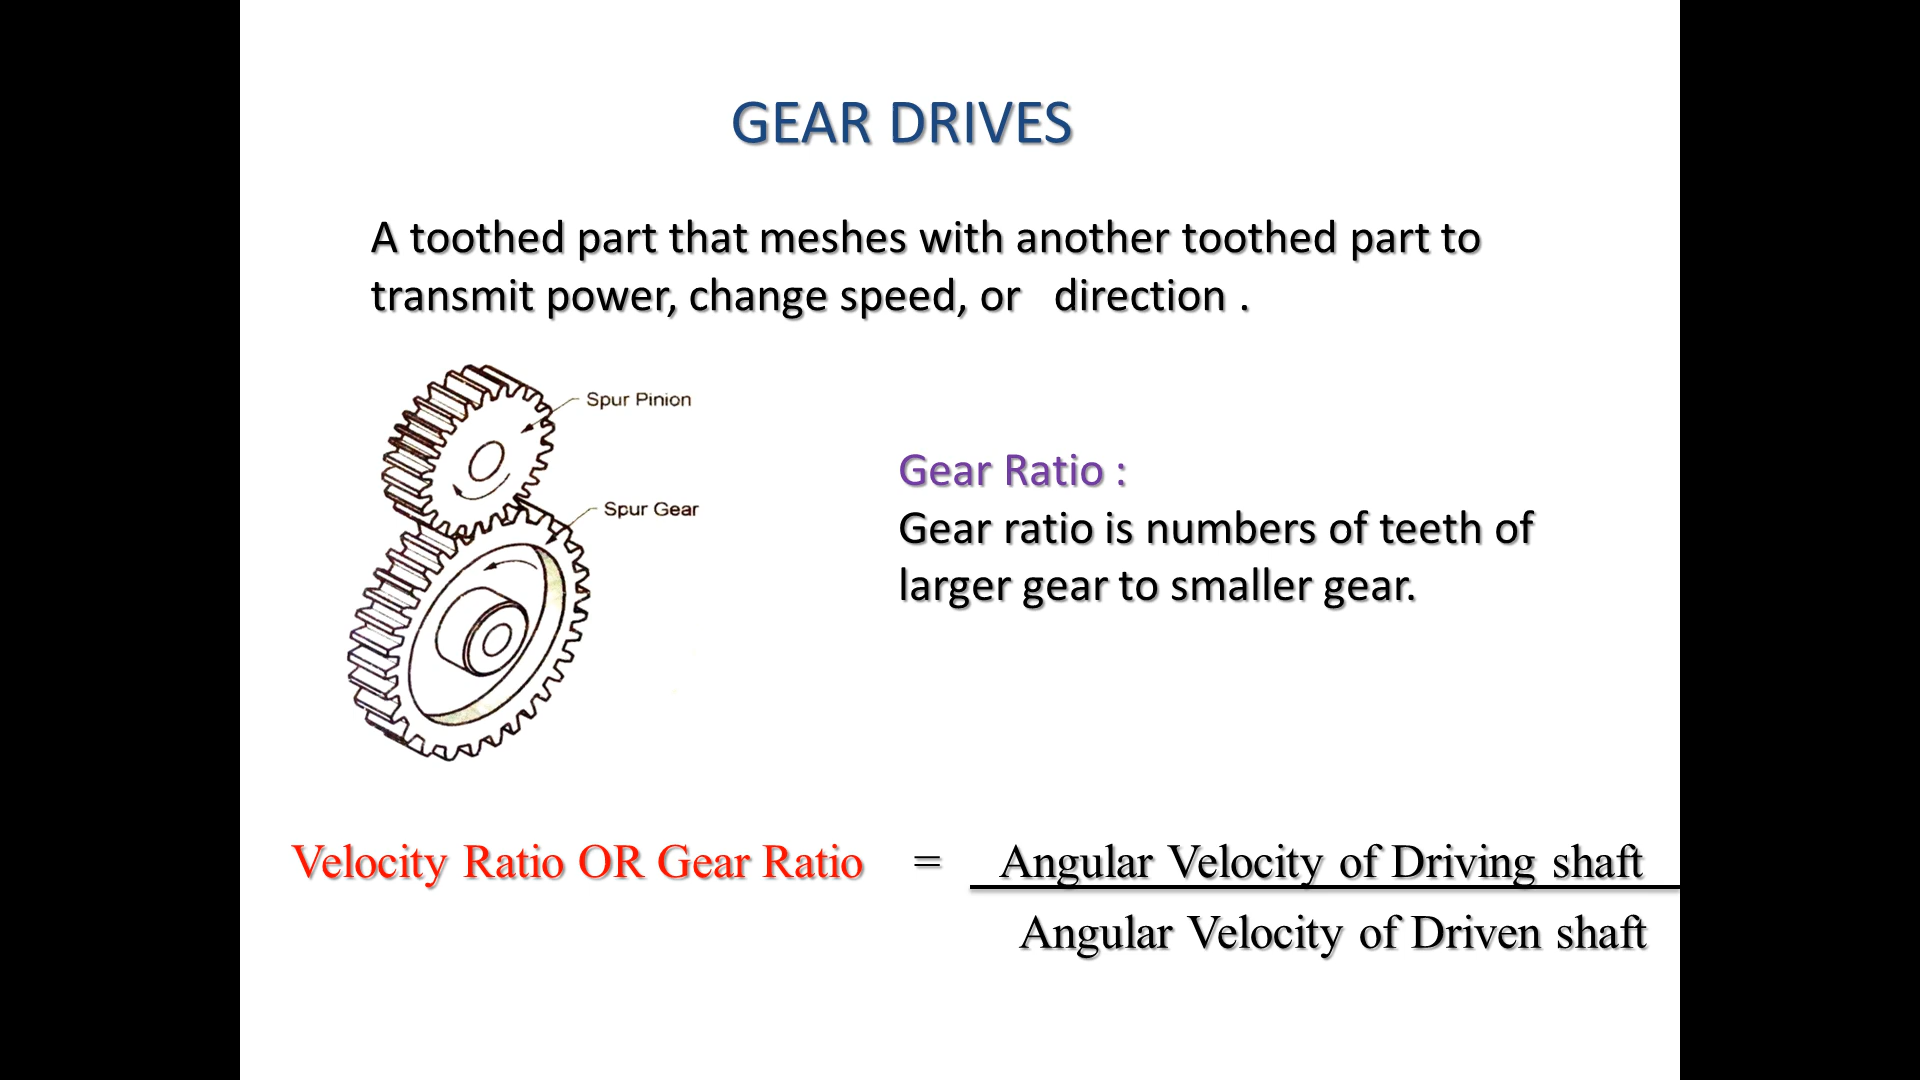 GEAR DRIVES
A toothed part that meshes with another toothed part to
transmit power, change speed, or   direction .
Spur Pinion
Spur Gear
Gear Ratio :
Gear ratio is numbers of teeth of
larger gear to smaller gear.
Velocity Ratio OR Gear Ratio = Angular Velocity of Driving shaft
Angular Velocity of Driven shaft